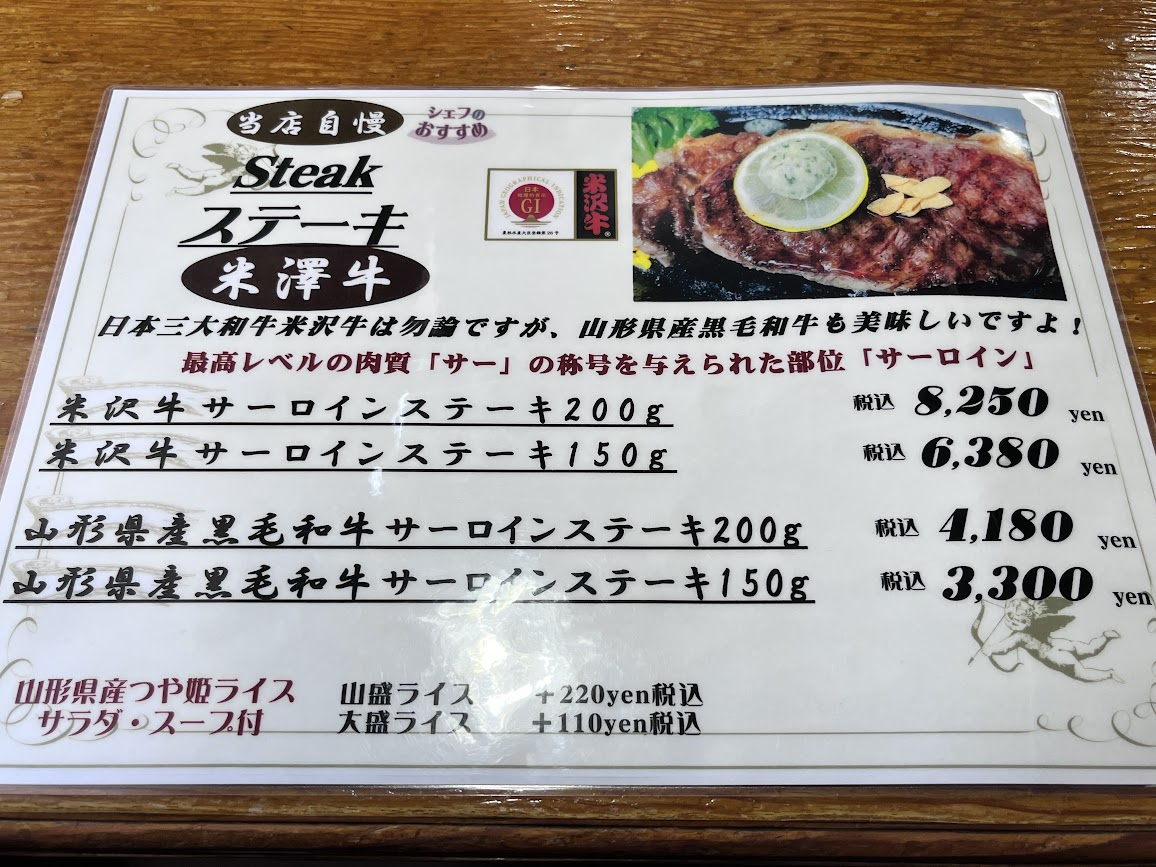 当店自慢
シェフの
おすすめ
Steak
ステーキ
米澤牛
JAPAN GEOGRAPHICAL INDICATION
日本
GI
米沢牛
®
日本三大和牛米沢牛は勿論ですが、山形県産黒毛和牛も美味しいですよ！
最高レベルの肉質「サー」の称号を与えられた部位「サーロイン」
米沢牛サーロインステーキ200g 税込 8,250 yen
米沢牛サーロインステーキ150g 税込 6,380 yen
山形県産黒毛和牛サーロインステーキ200g 税込 4,180 yen
山形県産黒毛和牛サーロインステーキ150g 税込 3,300 yen
山形県産つや姫ライス 山盛ライス ＋220yen税込
サラダ・スープ付 大盛ライス ＋110yen税込